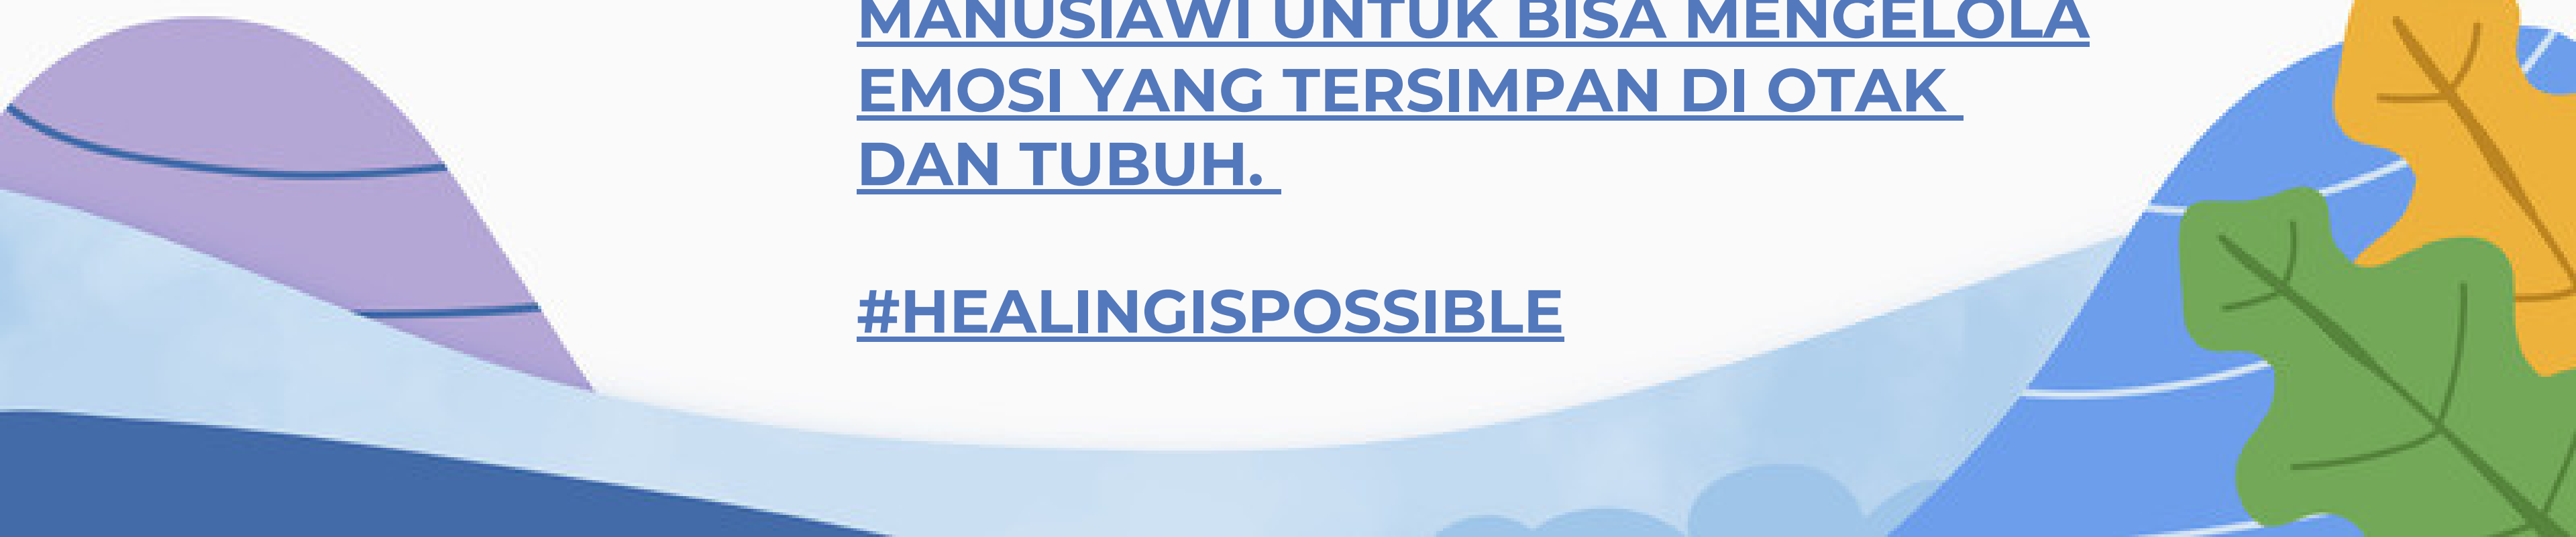 MANUSIAWI UNTUK BISA MENGELOLA
EMOSI YANG TERSIMPAN DI OTAK
DAN TUBUH.
#HEALINGISPOSSIBLE